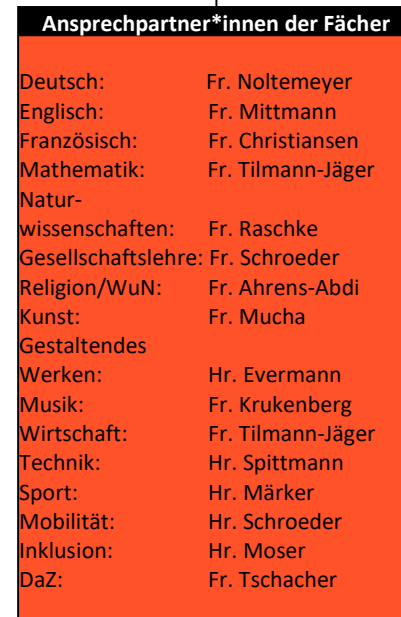 Ansprechpartner*innen der Fächer
Deutsch: Fr. Noltemeyer
Englisch: Fr. Mittmann
Französisch: Fr. Christiansen
Mathematik: Fr. Tilmann-Jäger
Natur-
wissenschaften: Fr. Raschke
Gesellschaftslehre: Fr. Schroeder
Religion/WuN: Fr. Ahrens-Abdi
Kunst: Fr. Mucha
Gestaltendes
Werken: Hr. Evermann
Musik: Fr. Krukenberg
Wirtschaft: Fr. Tilmann-Jäger
Technik: Hr. Spittmann
Sport: Hr. Märker
Mobilität: Hr. Schroeder
Inklusion: Hr. Moser
DaZ: Fr. Tschacher